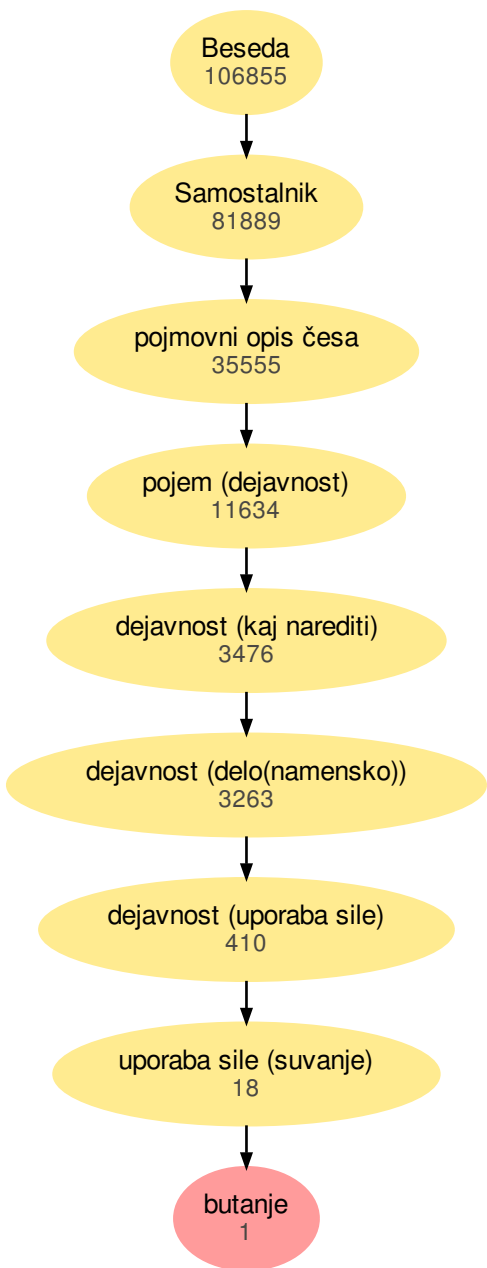 Beseda
106855
Samostalnik
81889
pojmovni opis česa
35555
pojem (dejavnost)
11634
dejavnost (kaj narediti)
3476
dejavnost (delo(namensko))
3263
dejavnost (uporaba sile)
410
uporaba sile (suvanje)
18
butanje
1